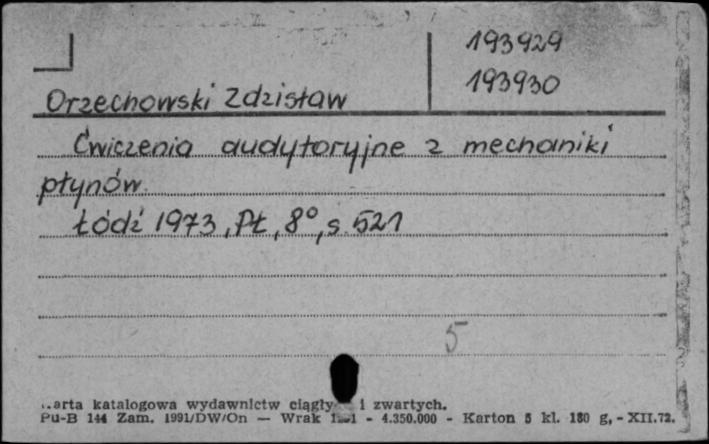 193929
193930
Orzechowski Zdzisław
Ćwiczenia audytoryjne z mechaniki
płynów.
Łódź 1973, PŁ, 8°, s. 521
5
karta katalogowa wydawnictw ciągły i zwartych.
Pu-B 144 Zam. 1991/DW/On — Wrak - 4.350.000 - Karton 5 kl. 180 g, - XII.72.